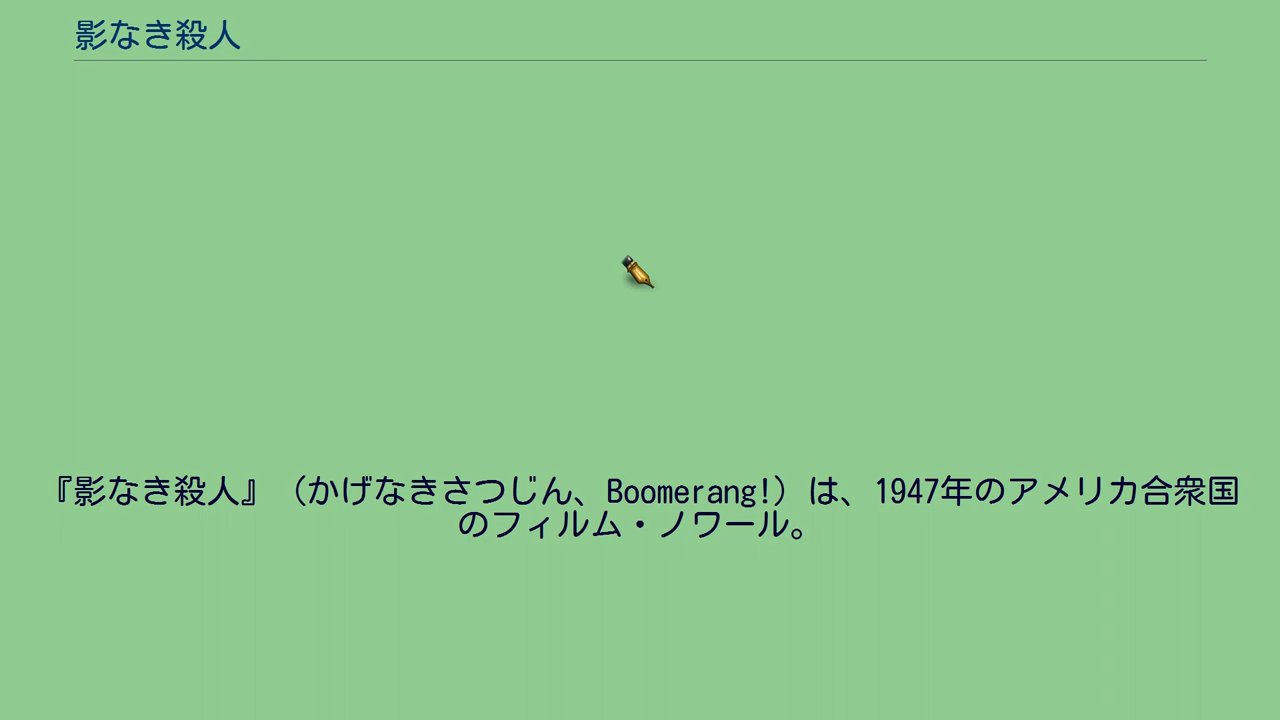 影なき殺人
『影なき殺人』（かげなきさつじん、Boomerang!）は、1947年のアメリカ合衆国
のフィルム・ノワール。